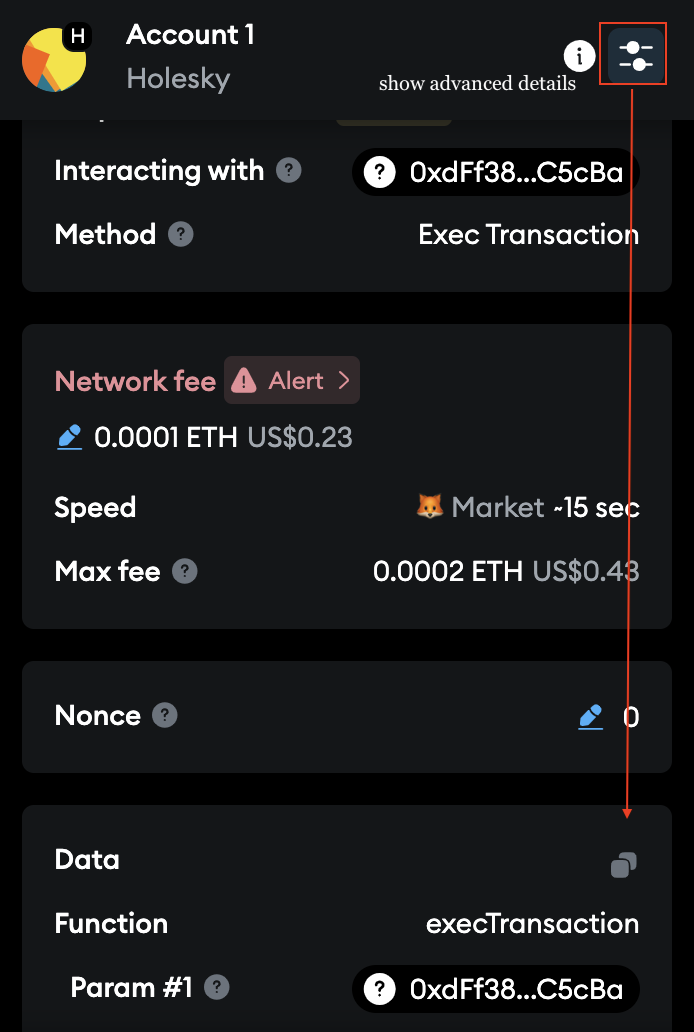 H
Account 1
Holesky
show advanced details
Interacting with ? ? 0xdFf38...C5cBa
Method ? Exec Transaction
Network fee Alert >
0.0001 ETH US$0.23
Speed 🦊 Market ~15 sec
Max fee ? 0.0002 ETH US$0.43
Nonce ? 0
Data
Function execTransaction
Param #1 ? ? 0xdFf38...C5cBa